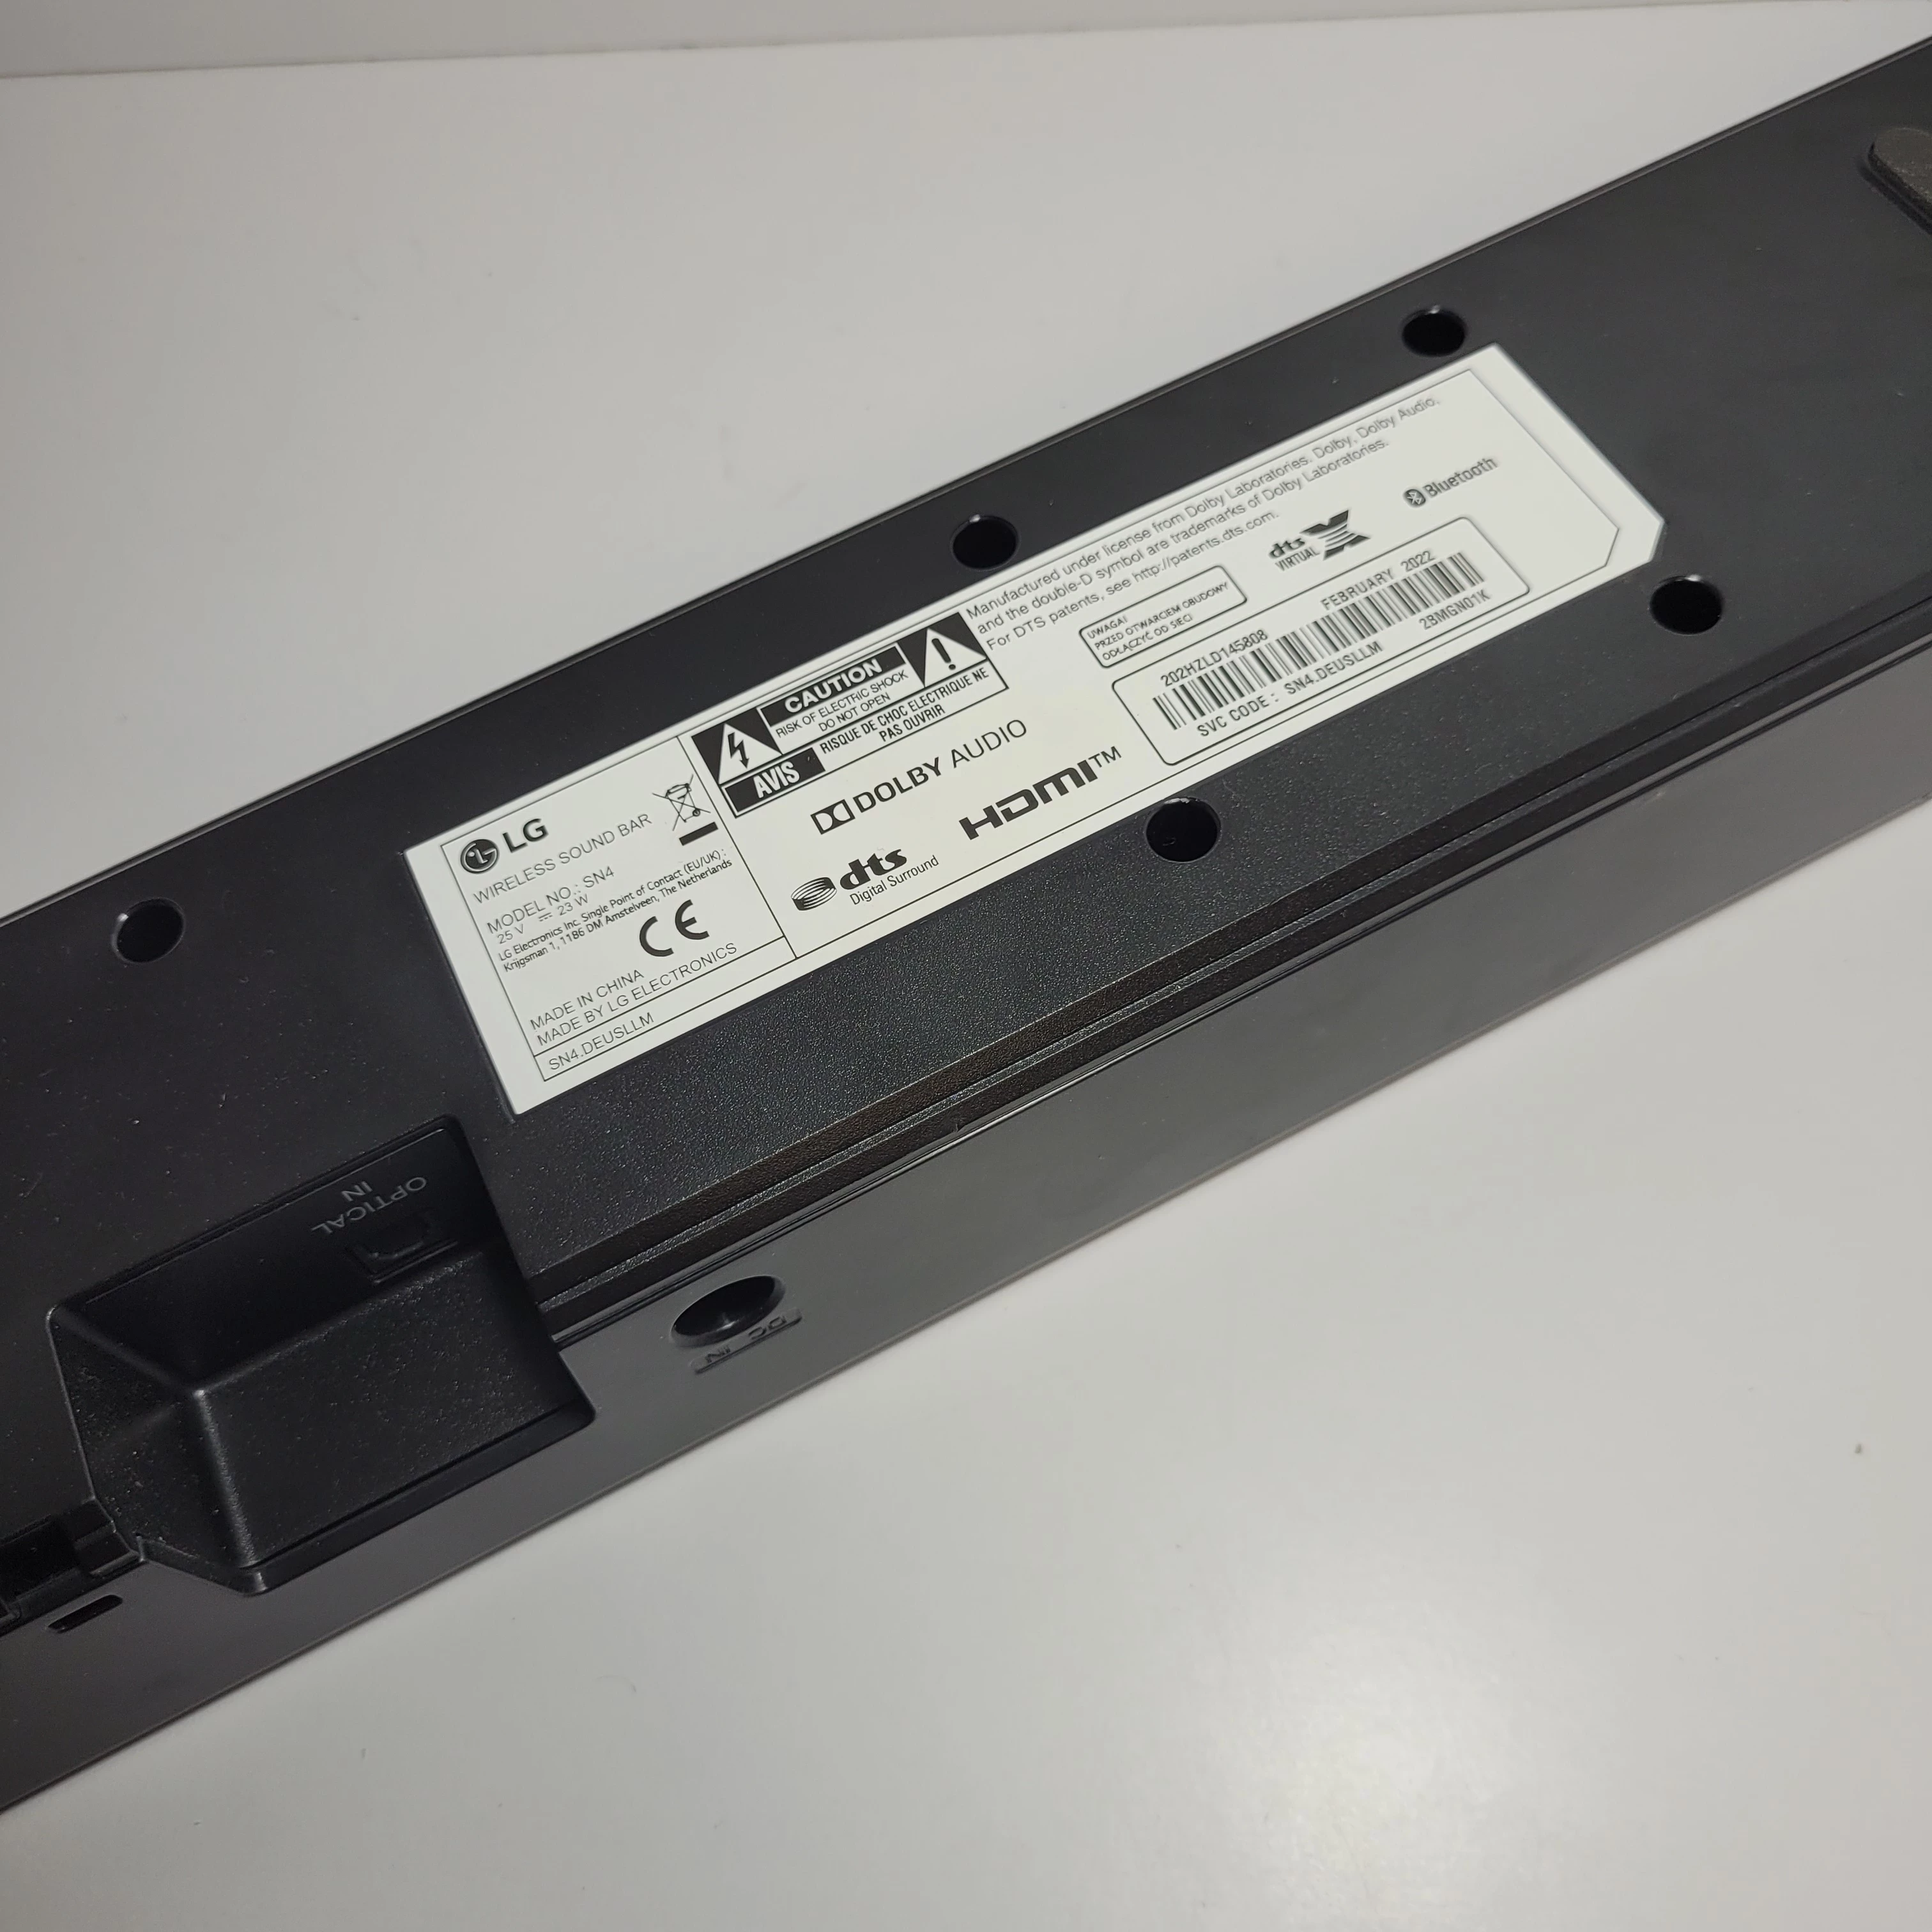 LG
WIRELESS SOUND BAR
MODEL NO.: SN4
25 V ⎓ 23 W
LG Electronics Inc. Single Point of Contact (EU/UK) :
Krijgsman 1, 1186 DM Amstelveen, The Netherlands
CE
MADE IN CHINA
MADE BY LG ELECTRONICS
SN4.DEUSLLM
CAUTION
RISK OF ELECTRIC SHOCK
DO NOT OPEN
AVIS
RISQUE DE CHOC ELECTRIQUE NE
PAS OUVRIR
DOLBY AUDIO
dts
Digital Surround
HDMI™
Manufactured under license from Dolby Laboratories. Dolby, Dolby Audio,
and the double-D symbol are trademarks of Dolby Laboratories.
For DTS patents, see http://patents.dts.com.
UWAGA!
PRZED OTWARCIEM OBUDOWY
ODŁĄCZYĆ OD SIECI
dts
VIRTUAL X
Bluetooth
202HZLD145808
FEBRUARY 2022
SVC CODE : SN4.DEUSLLM
2BMGN01K
OPTICAL
IN
DC IN